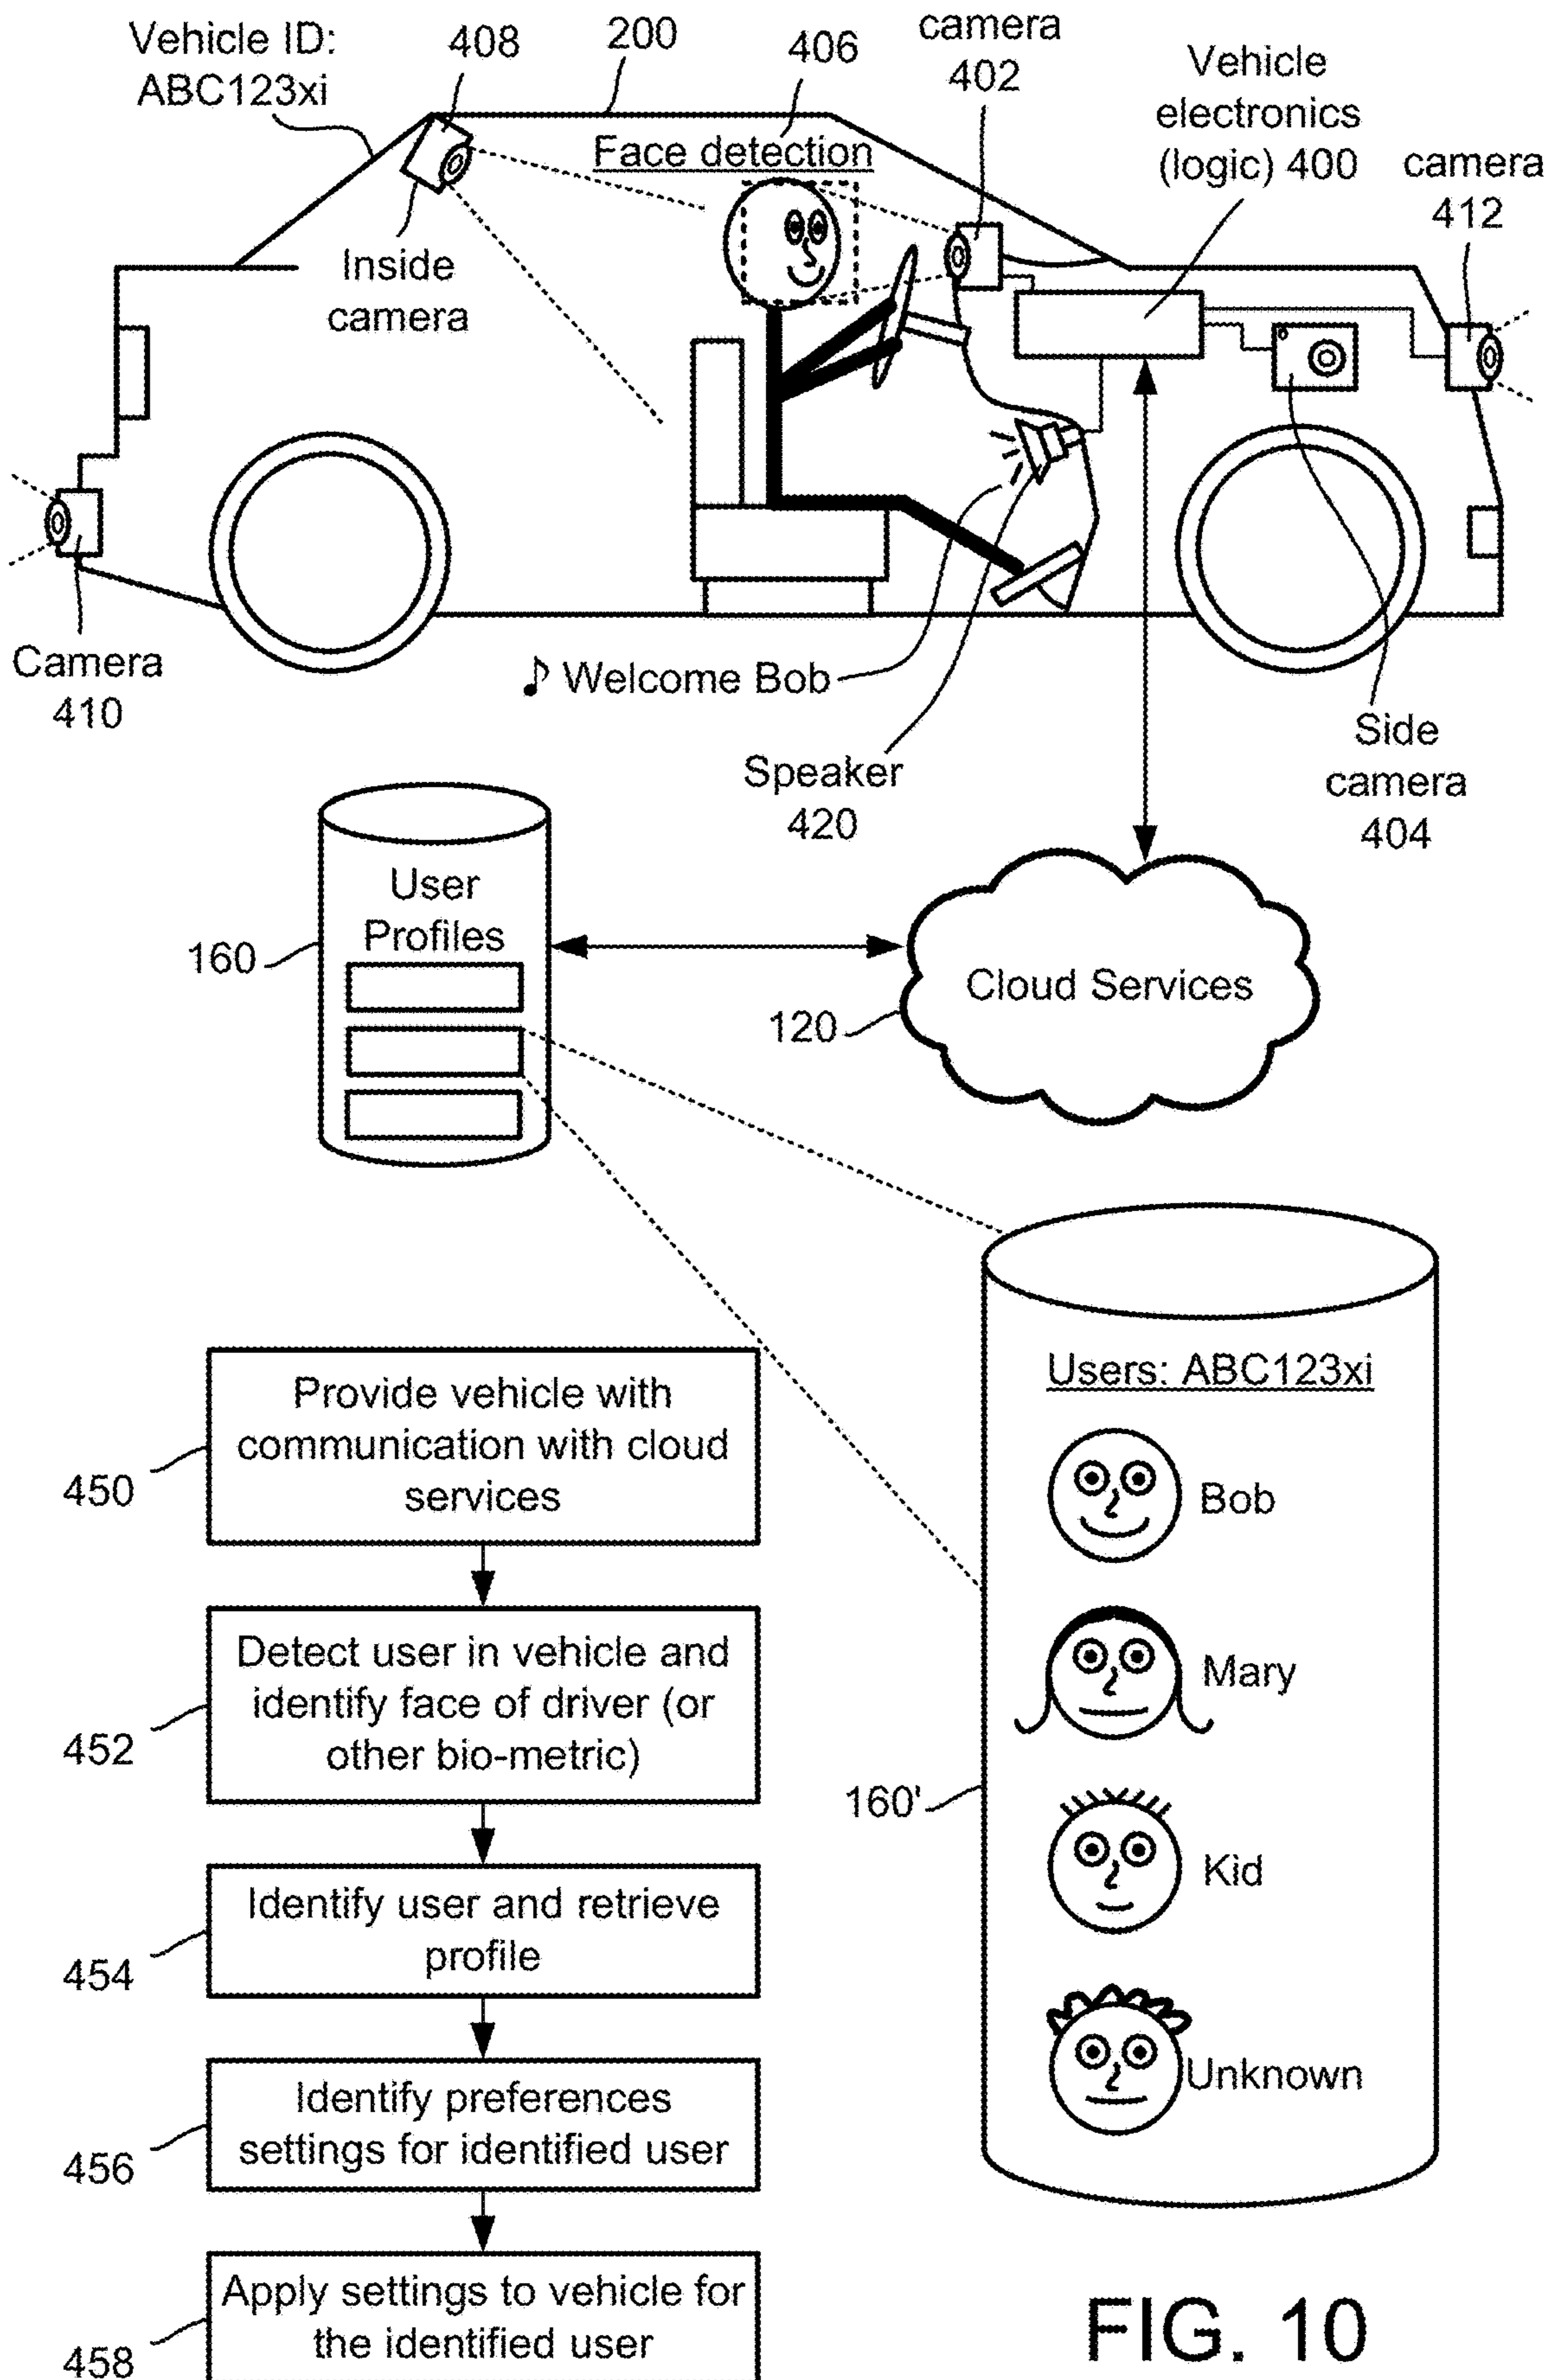 Vehicle ID:
ABC123xi
408
200
406
camera
402
Vehicle
electronics
(logic) 400
camera
412
Face detection
Inside
camera
Camera
410
♪ Welcome Bob
Speaker
420
Side
camera
404
User
Profiles
160
Cloud Services
120
Users: ABC123xi
Bob
Mary
Kid
Unknown
160'
Provide vehicle with
communication with cloud
services
450
Detect user in vehicle and
identify face of driver (or
other bio-metric)
452
Identify user and retrieve
profile
454
Identify preferences
settings for identified user
456
Apply settings to vehicle for
the identified user
458
FIG. 10